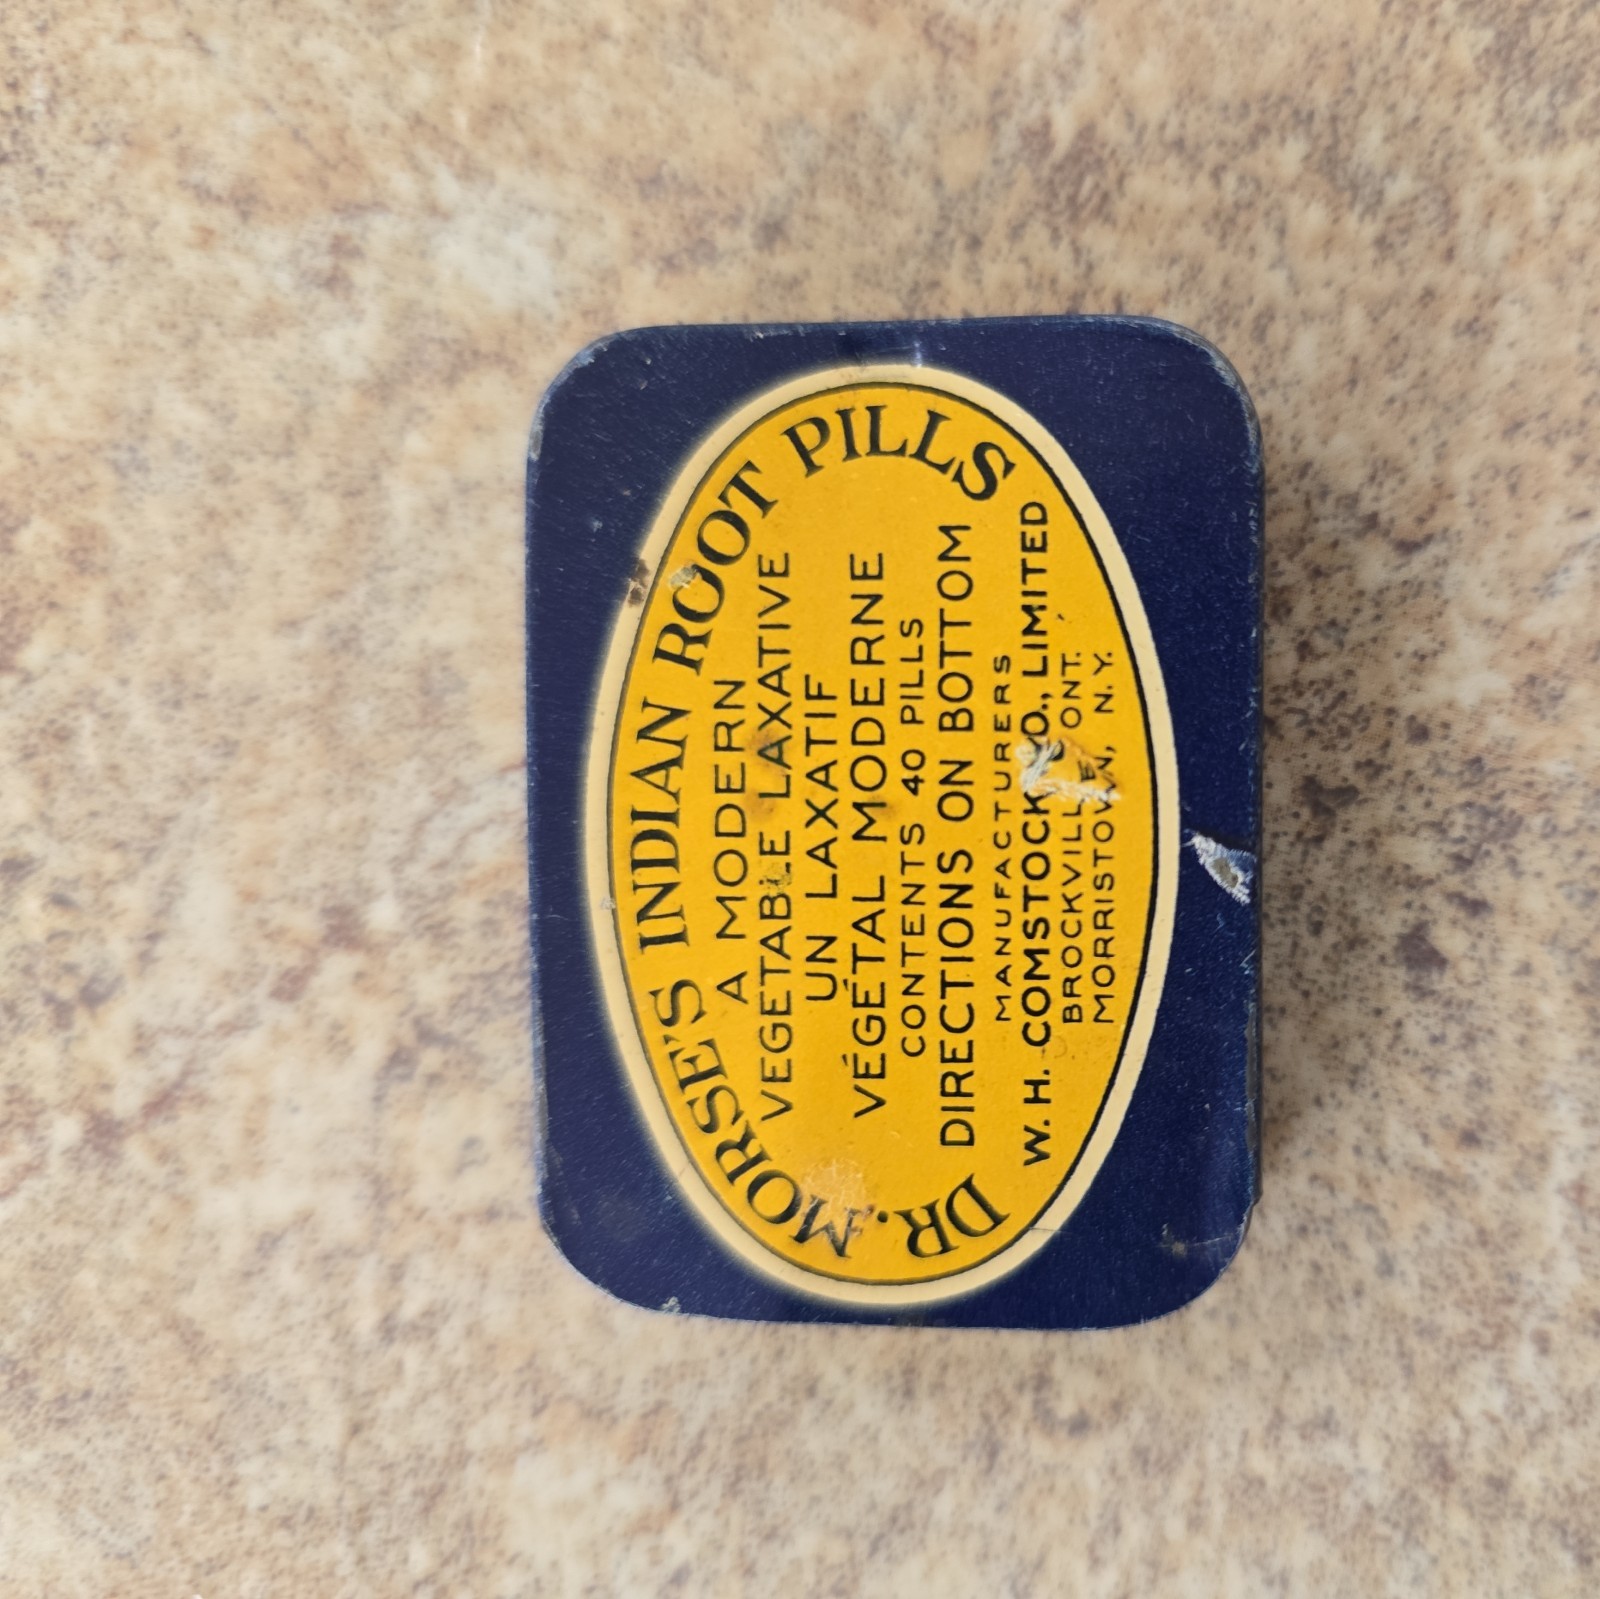 DR. MORSE'S INDIAN ROOT PILLS
A MODERN
VEGETABLE LAXATIVE
UN LAXATIF
VÉGÉTAL MODERNE
CONTENTS 40 PILLS
DIRECTIONS ON BOTTOM
MANUFACTURERS
W. H. COMSTOCK CO., LIMITED
BROCKVILLE ONT.
MORRISTOWN, N.Y.